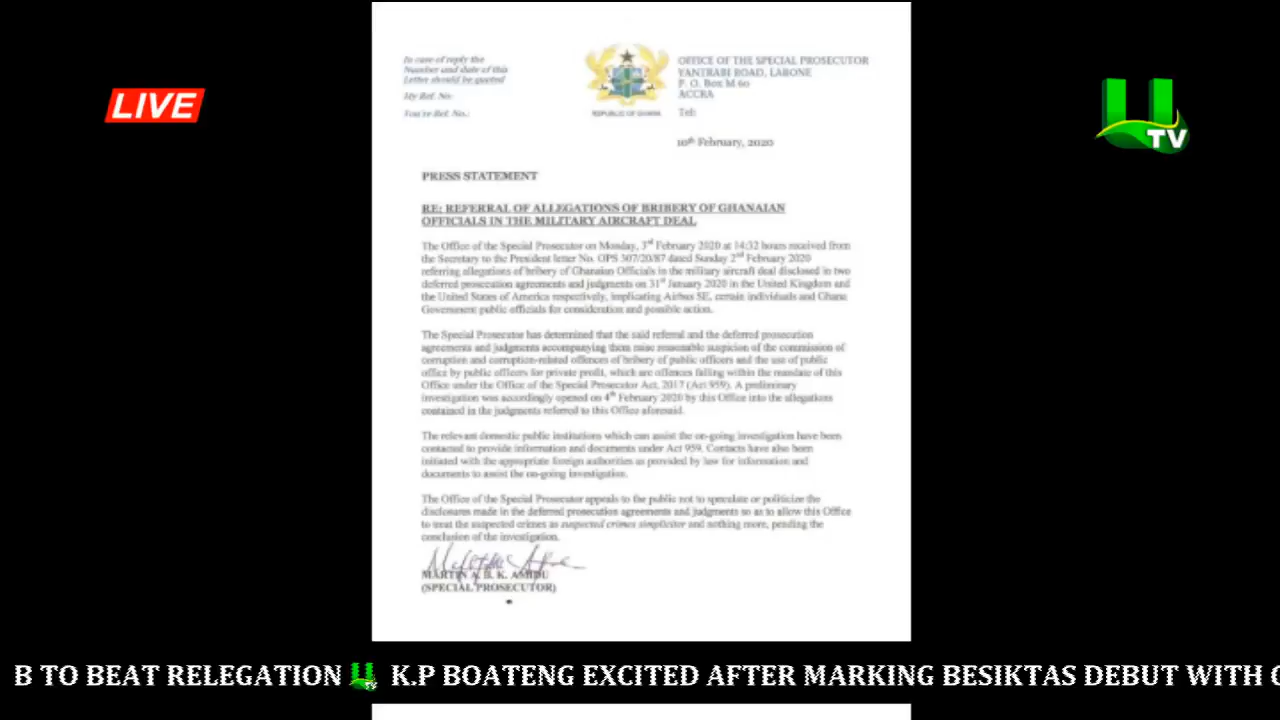 LIVE
U
TV
In case of reply the
Number and date of this
Letter should be quoted
My Ref. No:
You're Ref. No.:
REPUBLIC OF GHANA
OFFICE OF THE SPECIAL PROSECUTOR
YANTRABI ROAD, LABONE
P. O. Box M 60
ACCRA
Tel:
10th February, 2020
PRESS STATEMENT
RE: REFERRAL OF ALLEGATIONS OF BRIBERY OF GHANAIAN
OFFICIALS IN THE MILITARY AIRCRAFT DEAL
The Office of the Special Prosecutor on Monday, 3rd February 2020 at 14:32 hours received from
the Secretary to the President letter No. OPS 307/20/87 dated Sunday 2nd February 2020
referring allegations of bribery of Ghanaian Officials in the military aircraft deal disclosed in two
deferred prosecution agreements and judgments on 31st January 2020 in the United Kingdom and
the United States of America respectively, implicating Airbus SE, certain individuals and Ghana
Government public officials for consideration and possible action.
The Special Prosecutor has determined that the said referral and the deferred prosecution
agreements and judgments accompanying them raise reasonable suspicion of the commission of
corruption and corruption-related offences of bribery of public officers and the use of public
office by public officers for private profit, which are offences falling within the mandate of this
Office under the Office of the Special Prosecutor Act, 2017 (Act 959). A preliminary
investigation was accordingly opened on 4th February 2020 by this Office into the allegations
contained in the judgments referred to this Office aforesaid.
The relevant domestic public institutions which can assist the on-going investigation have been
contacted to provide information and documents under Act 959. Contacts have also been
initiated with the appropriate foreign authorities as provided by law for information and
documents to assist the on-going investigation.
The Office of the Special Prosecutor appeals to the public not to speculate or politicize the
disclosures made in the deferred prosecution agreements and judgments so as to allow this Office
to treat the suspected crimes as suspected crimes simplicitor and nothing more, pending the
conclusion of the investigation.
MARTIN A. B. K. AMIDU
(SPECIAL PROSECUTOR)
B TO BEAT RELEGATION UTV K.P BOATENG EXCITED AFTER MARKING BESIKTAS DEBUT WITH